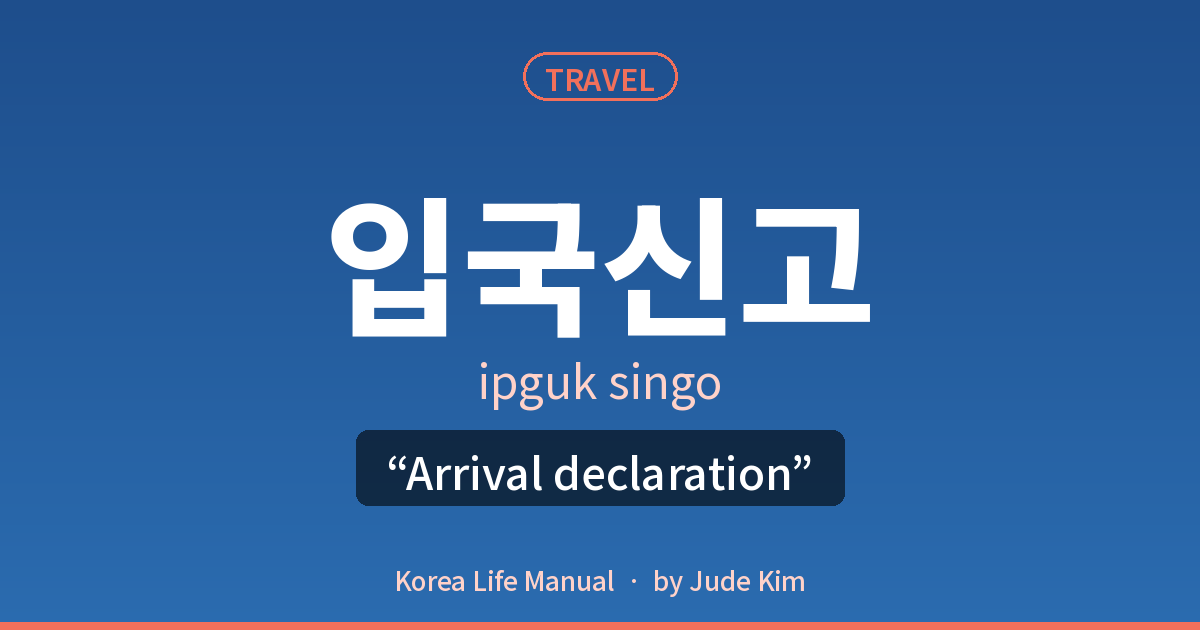 TRAVEL
입국신고
ipguk singo
“Arrival declaration”
Korea Life Manual · by Jude Kim